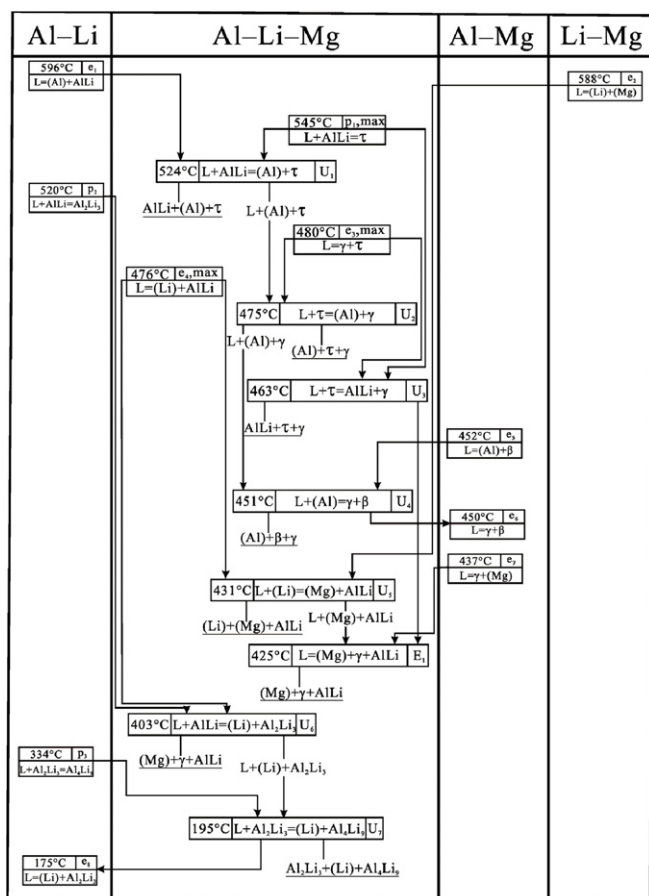 Al–Li
Al–Li–Mg
Al–Mg
Li–Mg
596°C e₁
L=(Al)+AlLi
588°C e₂
L=(Li)+(Mg)
545°C p₁,max
L+AlLi=τ
524°C L+AlLi=(Al)+τ U₁
AlLi+(Al)+τ
L+(Al)+τ
520°C p₂
L+AlLi=Al₂Li₃
480°C e₃,max
L=γ+τ
476°C e₄,max
L=(Li)+AlLi
475°C L+τ=(Al)+γ U₂
L+(Al)+γ
(Al)+τ+γ
463°C L+τ=AlLi+γ U₃
AlLi+τ+γ
452°C e₅
L=(Al)+β
451°C L+(Al)=γ+β U₄
(Al)+β+γ
450°C e₆
L=γ+β
437°C e₇
L=γ+(Mg)
431°C L+(Li)=(Mg)+AlLi U₅
(Li)+(Mg)+AlLi
L+(Mg)+AlLi
425°C L=(Mg)+γ+AlLi E₁
(Mg)+γ+AlLi
403°C L+AlLi=(Li)+Al₂Li₃ U₆
(Mg)+γ+AlLi
L+(Li)+Al₂Li₃
334°C p₃
L+Al₂Li₃=Al₄Li₉
195°C L+Al₂Li₃=(Li)+Al₄Li₉ U₇
Al₂Li₃+(Li)+Al₄Li₉
175°C e₈
L=(Li)+Al₂Li₃